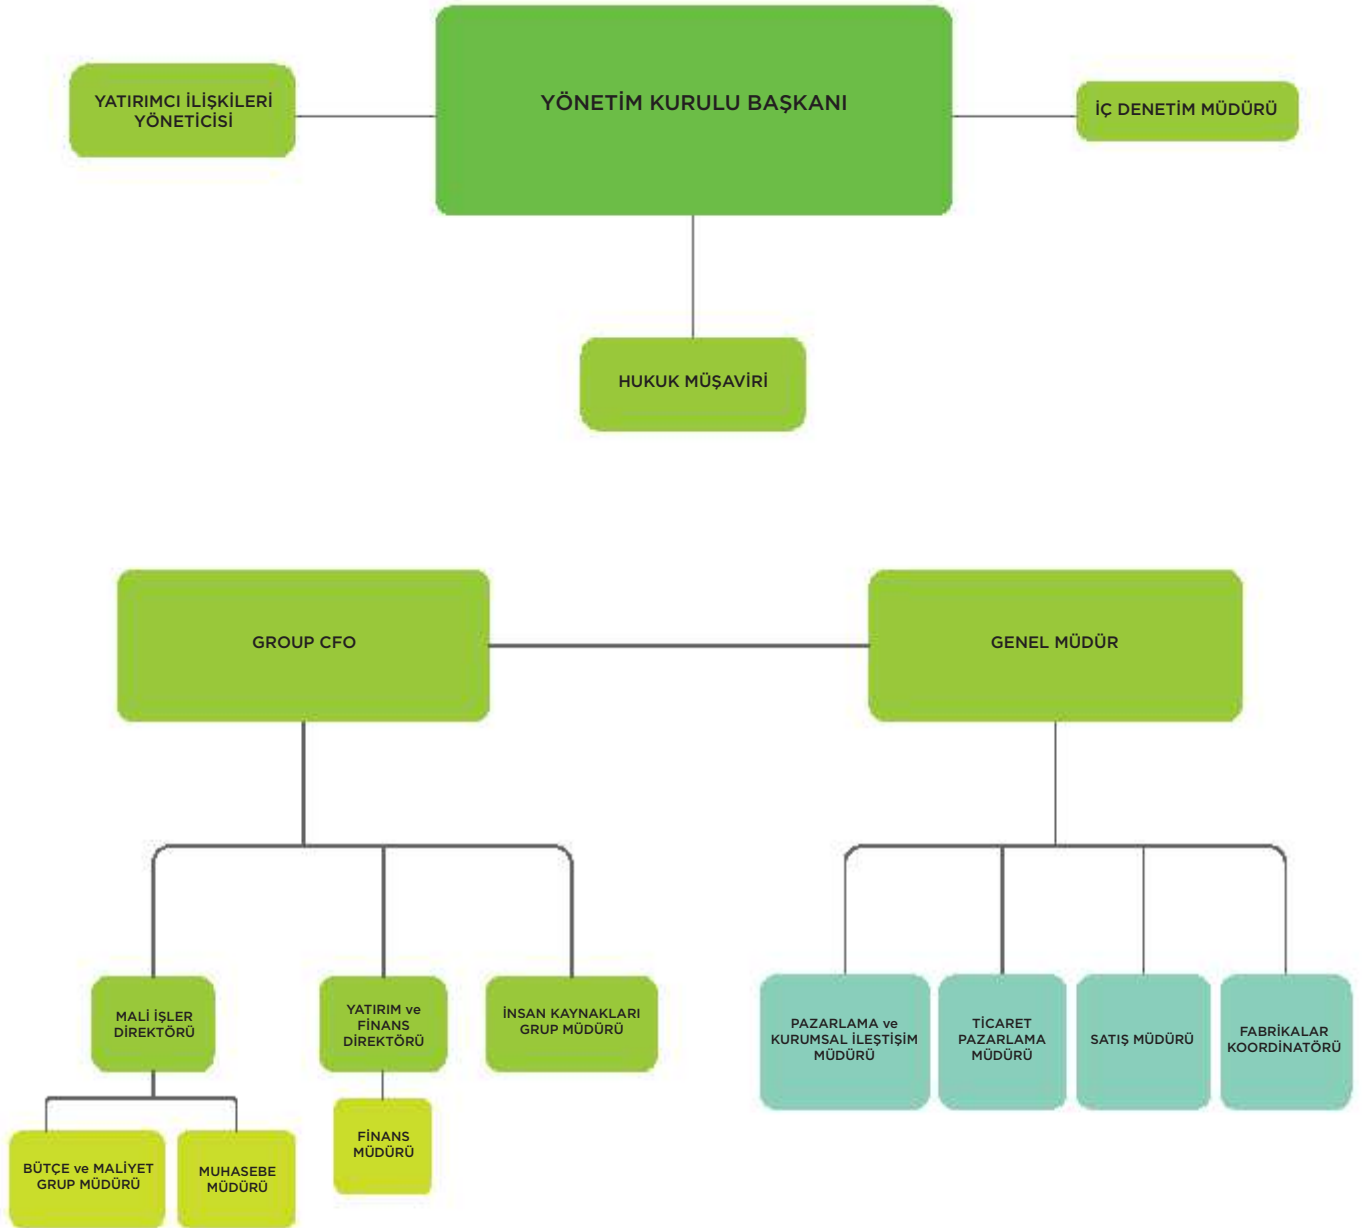 YATIRIMCI İLİŞKİLERİ
YÖNETİCİSİ
YÖNETİM KURULU BAŞKANI
İÇ DENETİM MÜDÜRÜ
HUKUK MÜŞAVİRİ
GROUP CFO
GENEL MÜDÜR
MALİ İŞLER
DİREKTÖRÜ
YATIRIM ve
FİNANS
DİREKTÖRÜ
İNSAN KAYNAKLARI
GRUP MÜDÜRÜ
PAZARLAMA ve
KURUMSAL İLEŞTİŞİM
MÜDÜRÜ
TİCARET
PAZARLAMA
MÜDÜRÜ
SATIŞ MÜDÜRÜ
FABRİKALAR
KOORDİNATÖRÜ
BÜTÇE ve MALİYET
GRUP MÜDÜRÜ
MUHASEBE
MÜDÜRÜ
FİNANS
MÜDÜRÜ